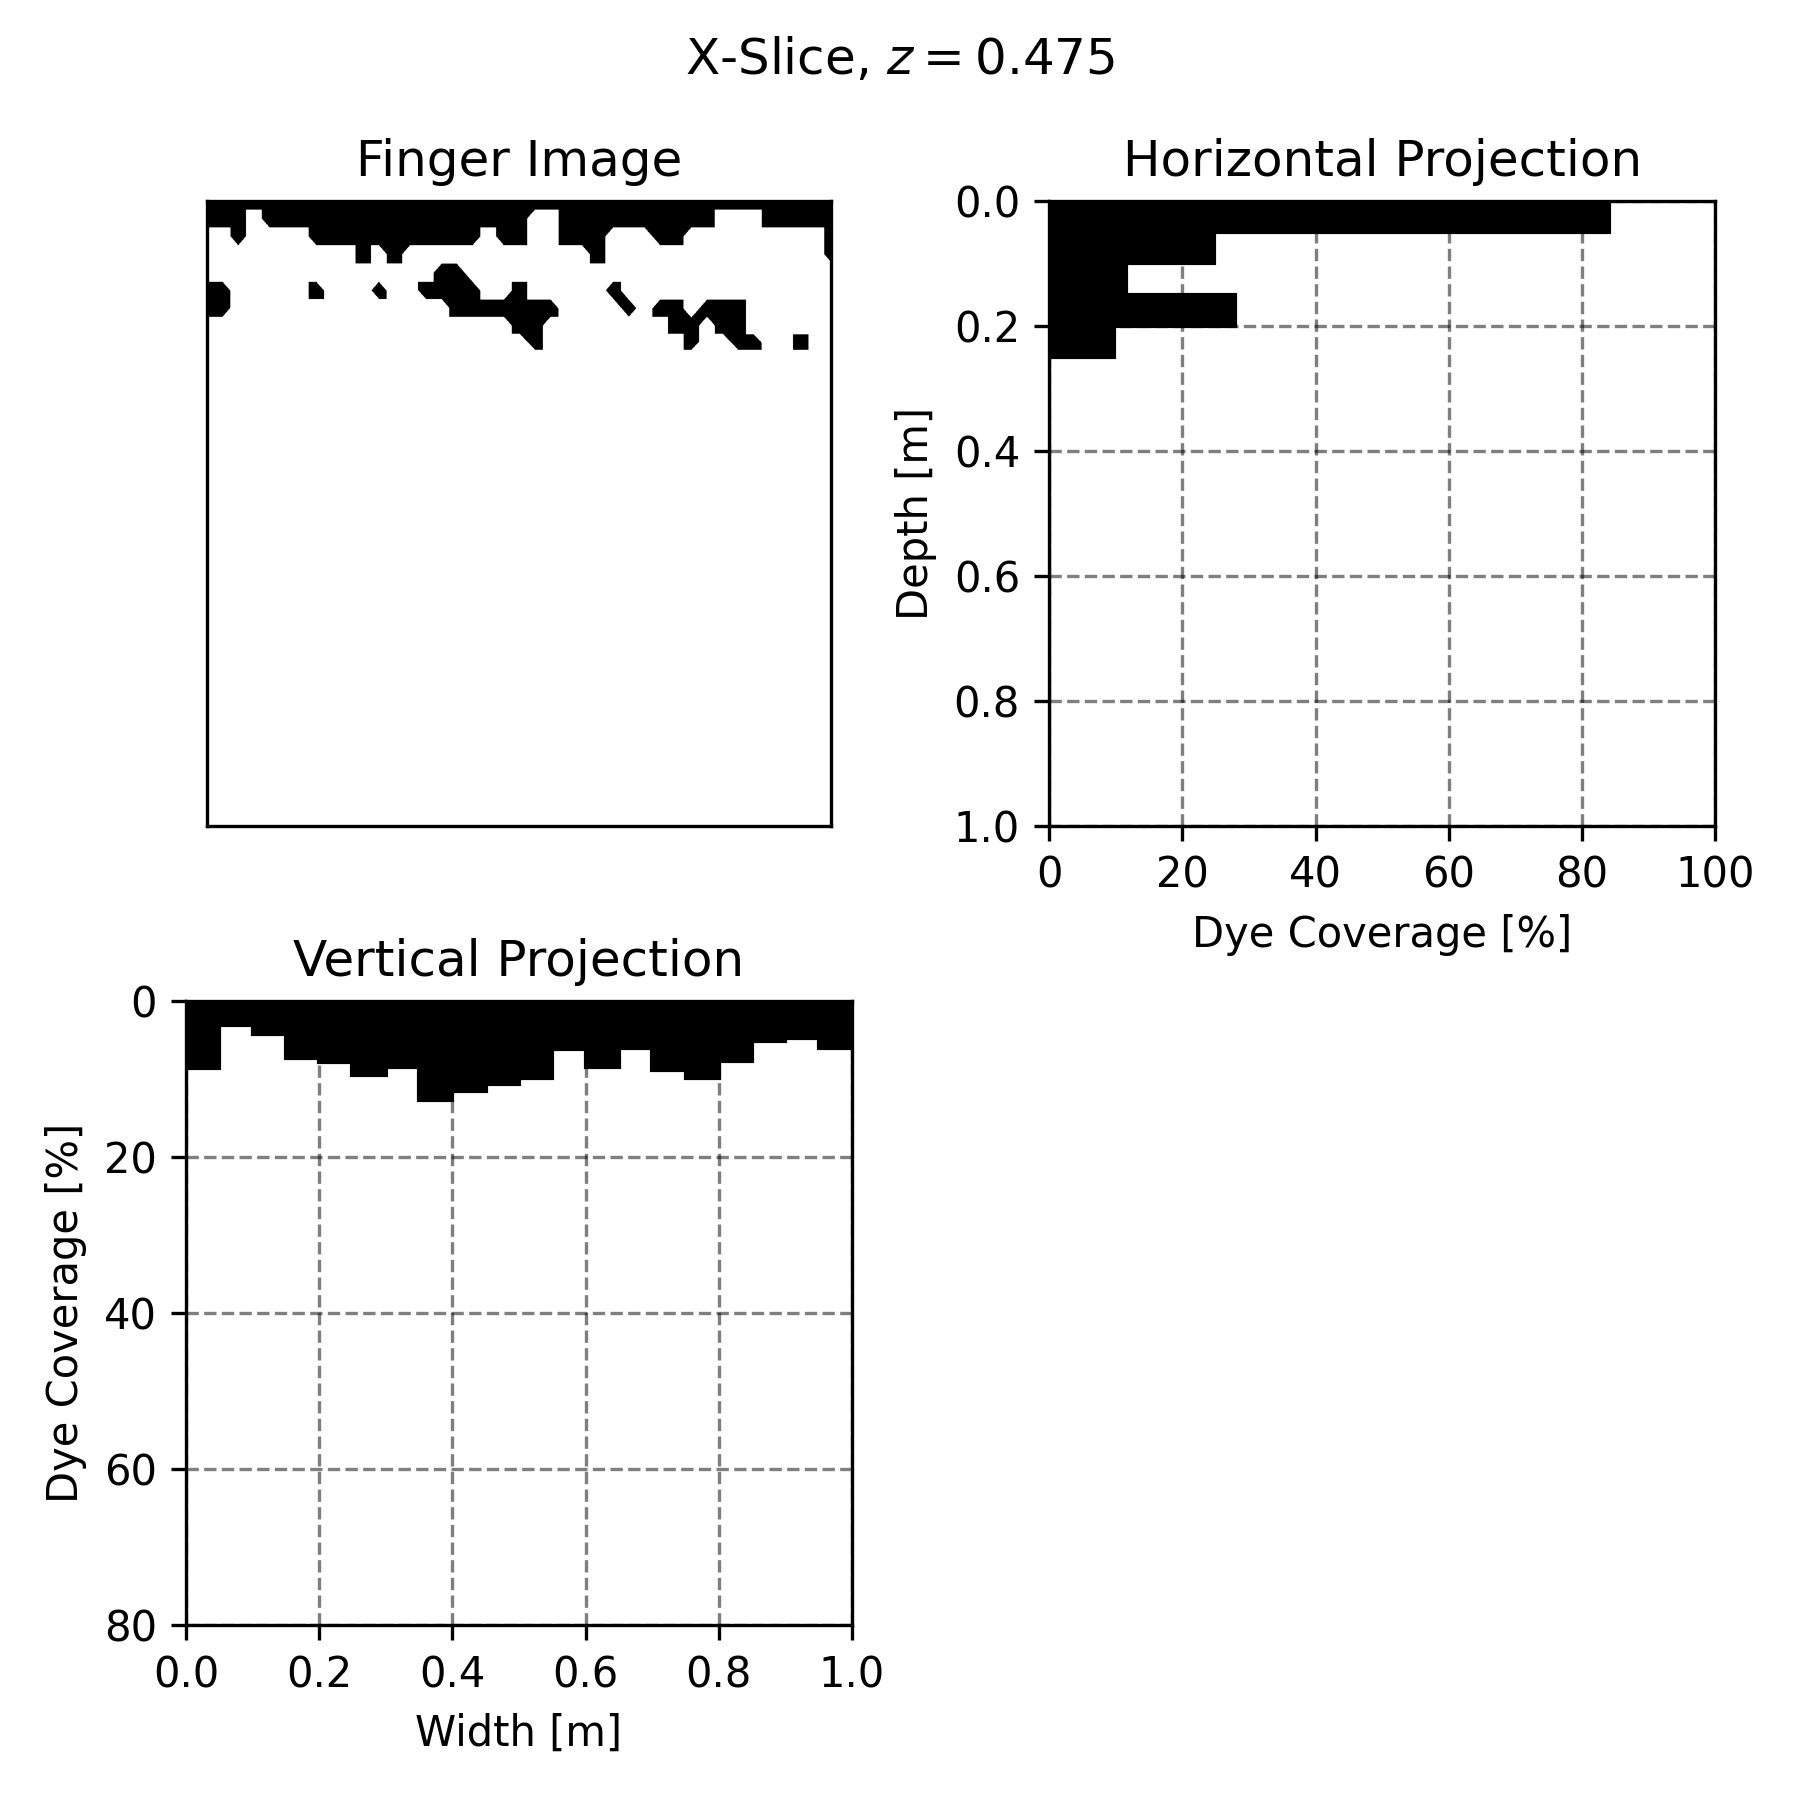 X-Slice, z = 0.475
Finger Image
Horizontal Projection
0.0
0.2
0.4
0.6
0.8
1.0
Depth [m]
0 20 40 60 80 100
Dye Coverage [%]
Vertical Projection
0
20
40
60
80
Dye Coverage [%]
0.0 0.2 0.4 0.6 0.8 1.0
Width [m]